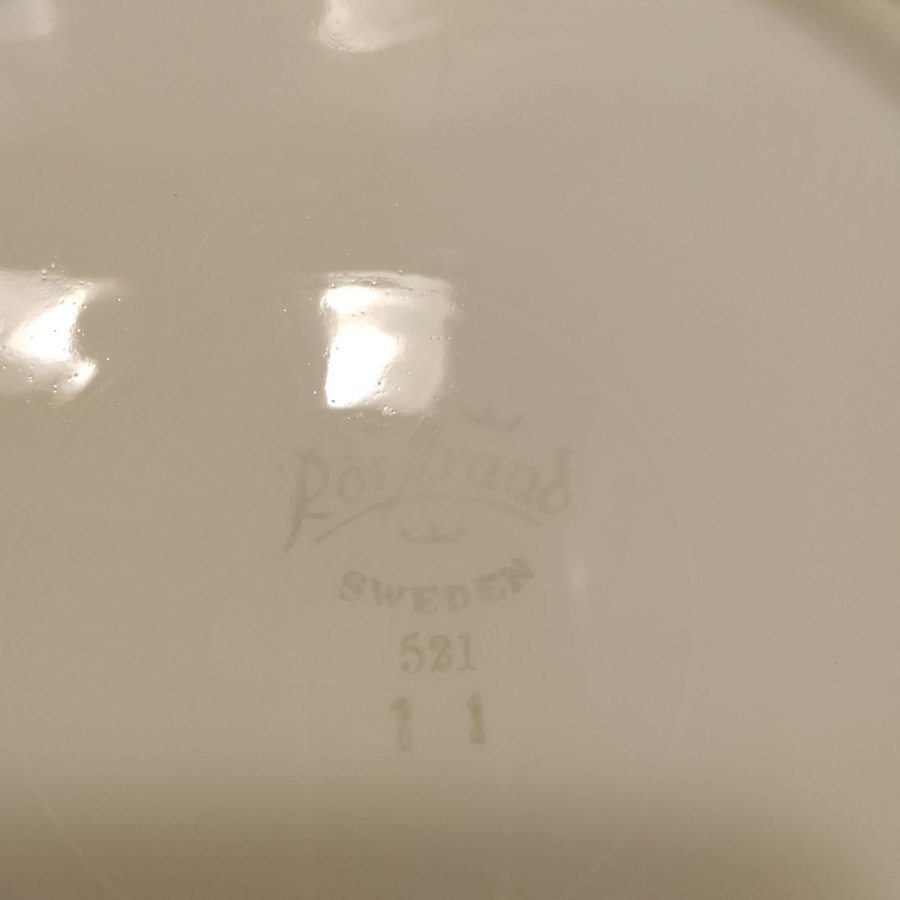 Rörstrand
SWEDEN
521
1 1